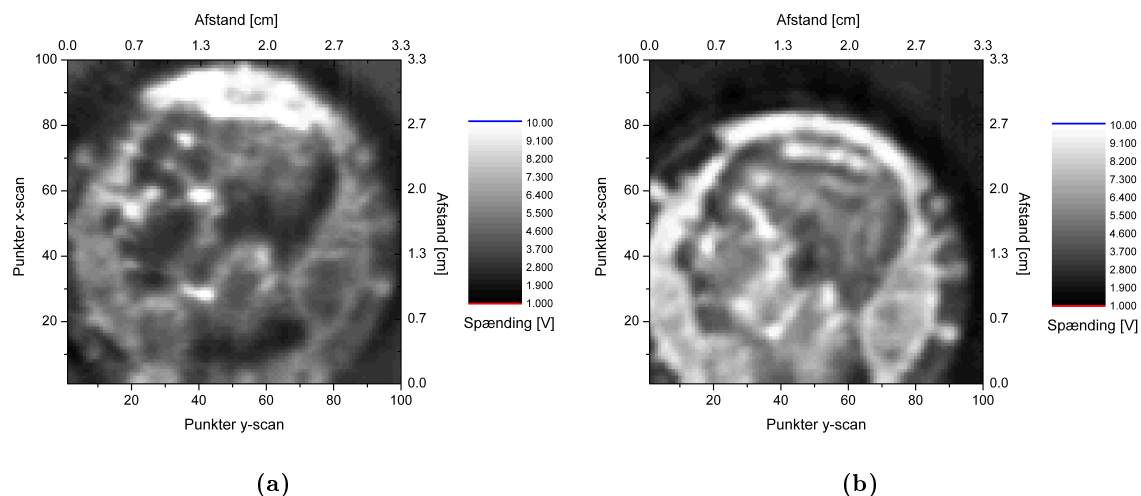 Afstand [cm]
0.0 0.7 1.3 2.0 2.7 3.3
100 80 60 40 20
3.3 2.7 2.0 1.3 0.7 0.0
Punkter x-scan
Afstand [cm]
20 40 60 80 100
Punkter y-scan
10.00
9.100
8.200
7.300
6.400
5.500
4.600
3.700
2.800
1.900
1.000
Spænding [V]
(a)
Afstand [cm]
0.0 0.7 1.3 2.0 2.7 3.3
100 80 60 40 20
3.3 2.7 2.0 1.3 0.7 0.0
Punkter x-scan
Afstand [cm]
20 40 60 80 100
Punkter y-scan
10.00
9.100
8.200
7.300
6.400
5.500
4.600
3.700
2.800
1.900
1.000
Spænding [V]
(b)